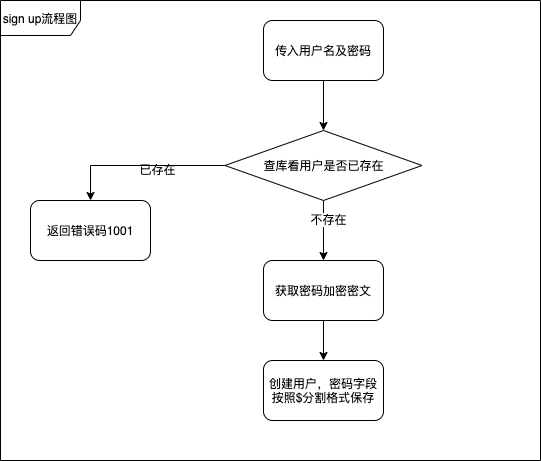 sign up流程图
传入用户名及密码
查库看用户是否已存在
已存在
返回错误码1001
不存在
获取密码加密密文
创建用户，密码字段
按照$分割格式保存